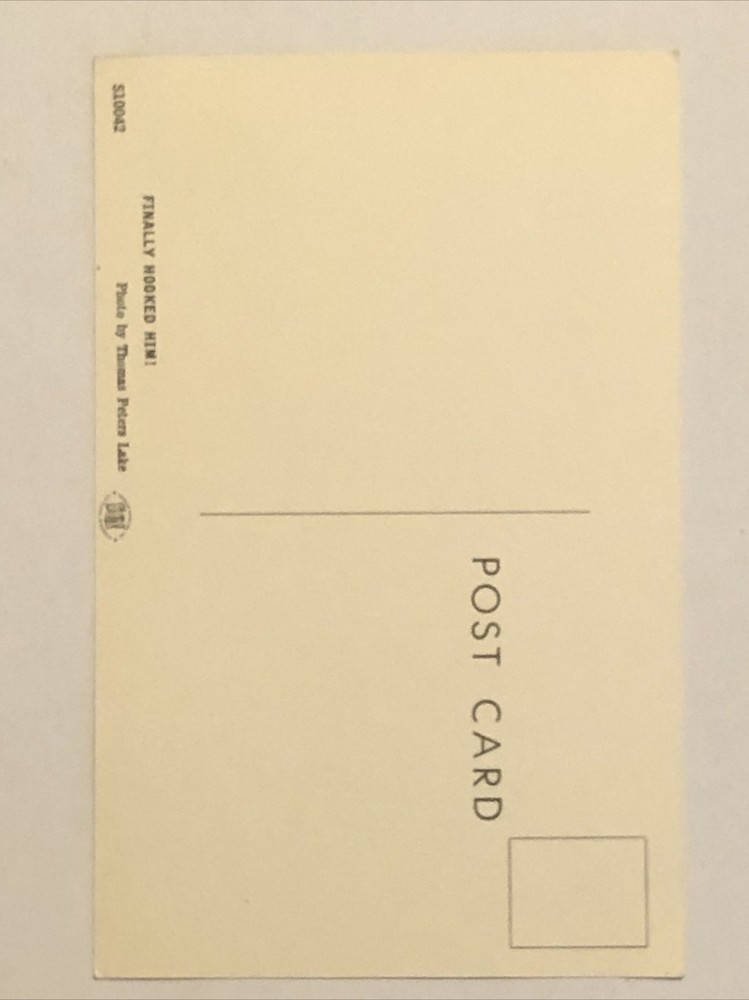 S10042
FINALLY HOOKED HIM!
Photo by Thomas Peters Lake
POST CARD